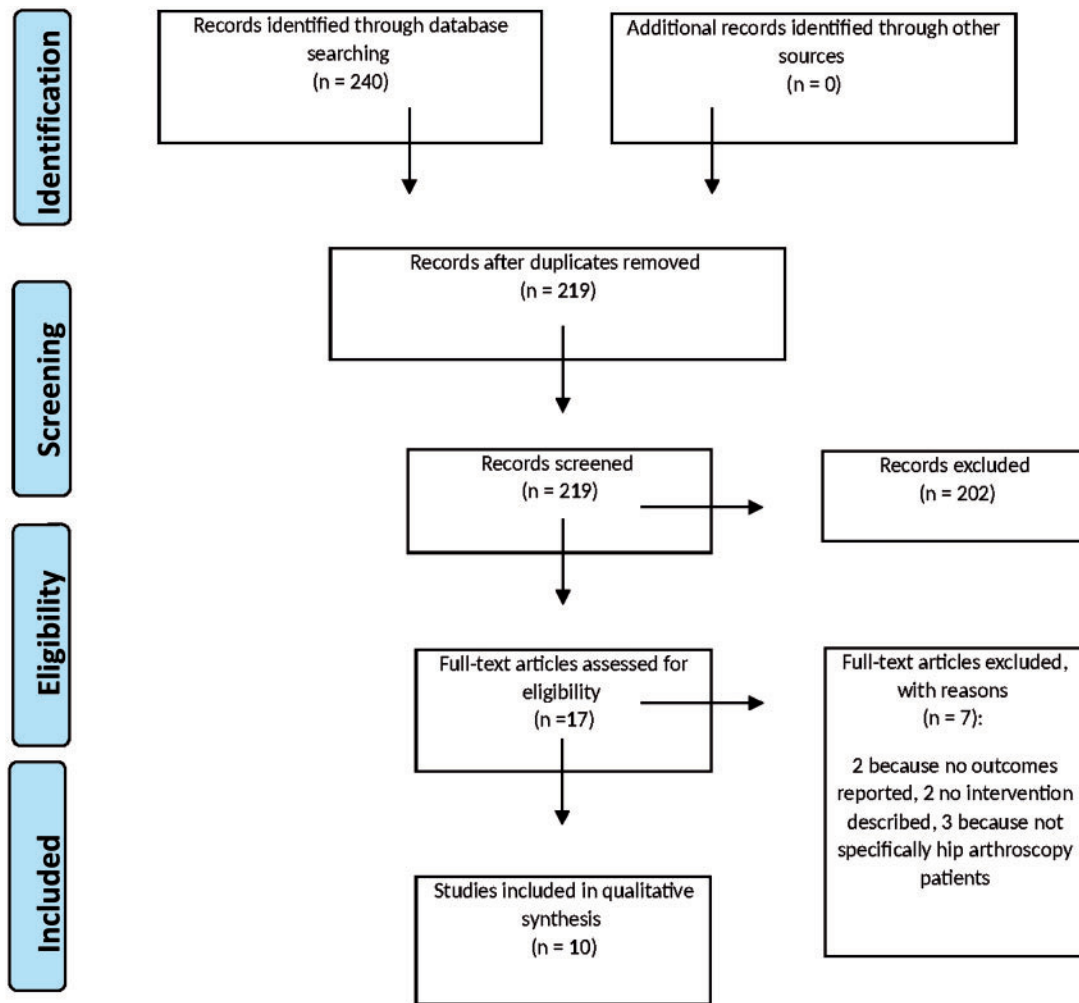 Identification
Records identified through database
searching
(n = 240)
Additional records identified through other
sources
(n = 0)
Screening
Records after duplicates removed
(n = 219)
Records screened
(n = 219)
Records excluded
(n = 202)
Eligibility
Full-text articles assessed for
eligibility
(n =17)
Full-text articles excluded,
with reasons
(n = 7):
2 because no outcomes
reported, 2 no intervention
described, 3 because not
specifically hip arthroscopy
patients
Included
Studies included in qualitative
synthesis
(n = 10)